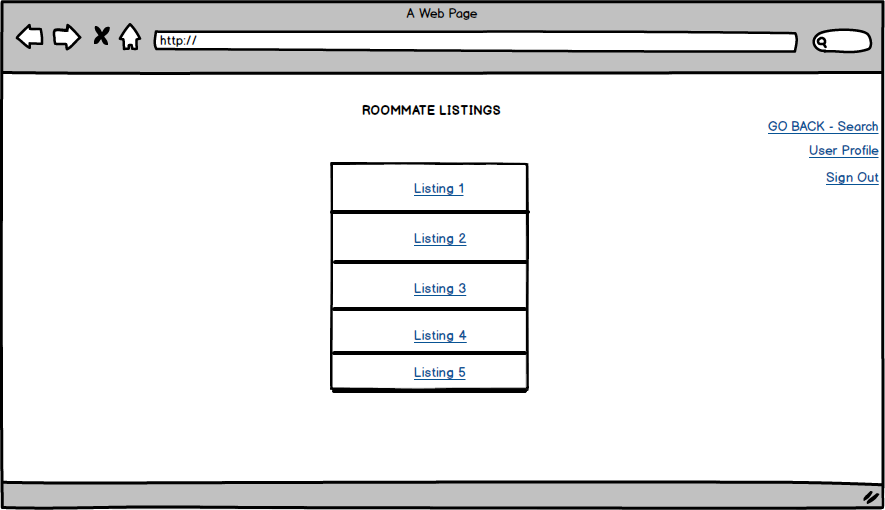 A Web Page
http://
ROOMMATE LISTINGS
GO BACK - Search
User Profile
Sign Out
Listing 1
Listing 2
Listing 3
Listing 4
Listing 5